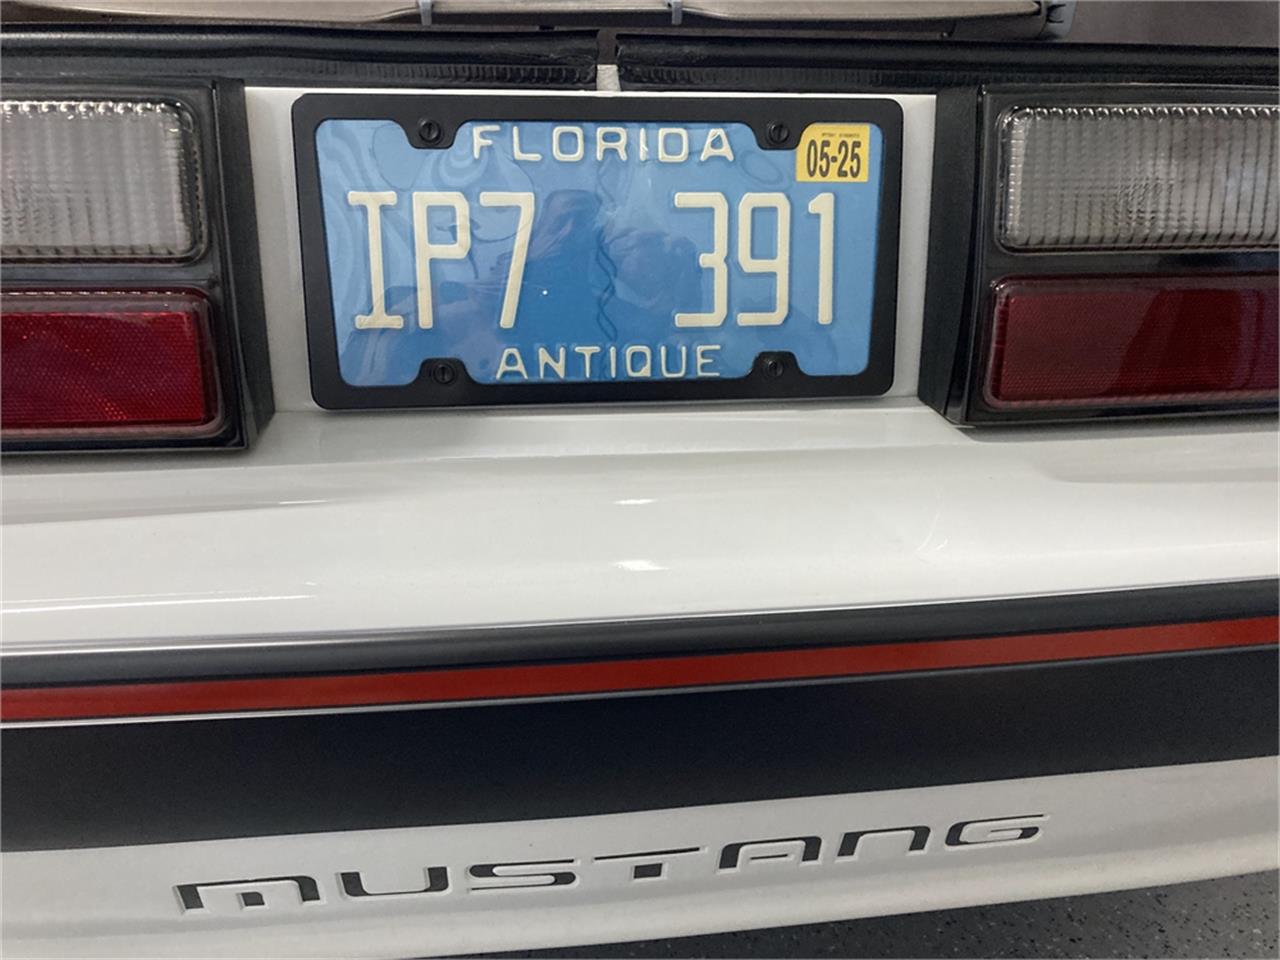 FLORIDA
05-25
IP7 391
ANTIQUE
MUSTANG